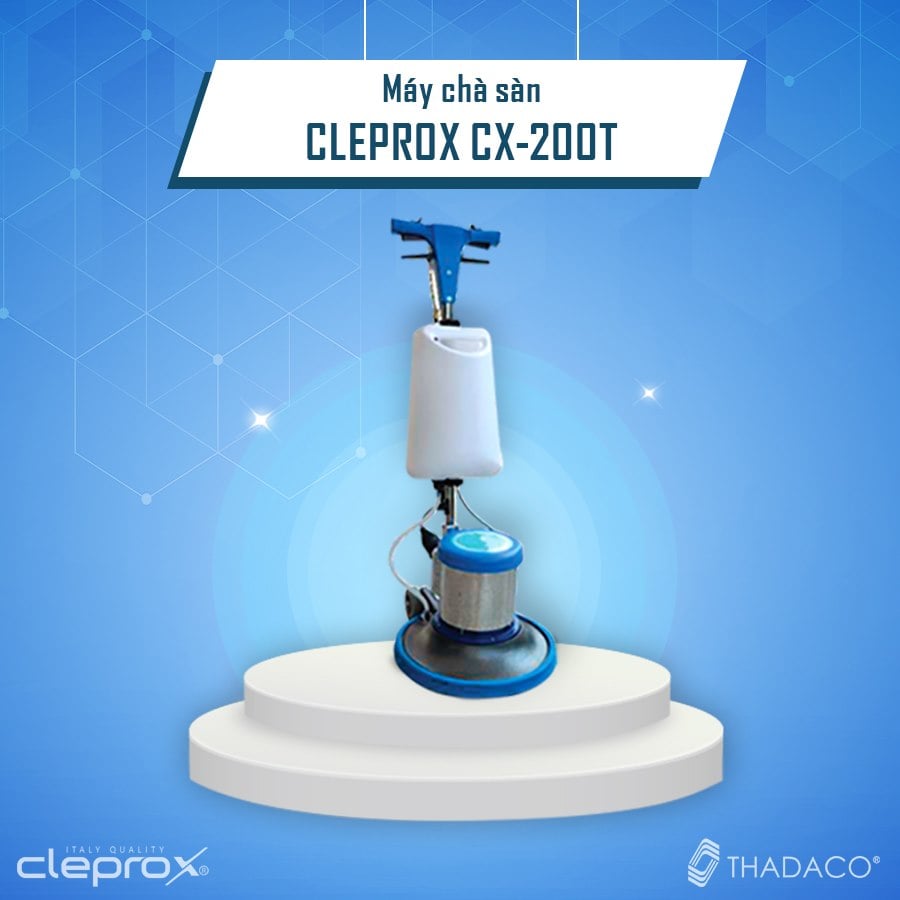 Máy chà sàn
CLEPROX CX-200T
ITALY QUALITY
cleprox®
THADACO®